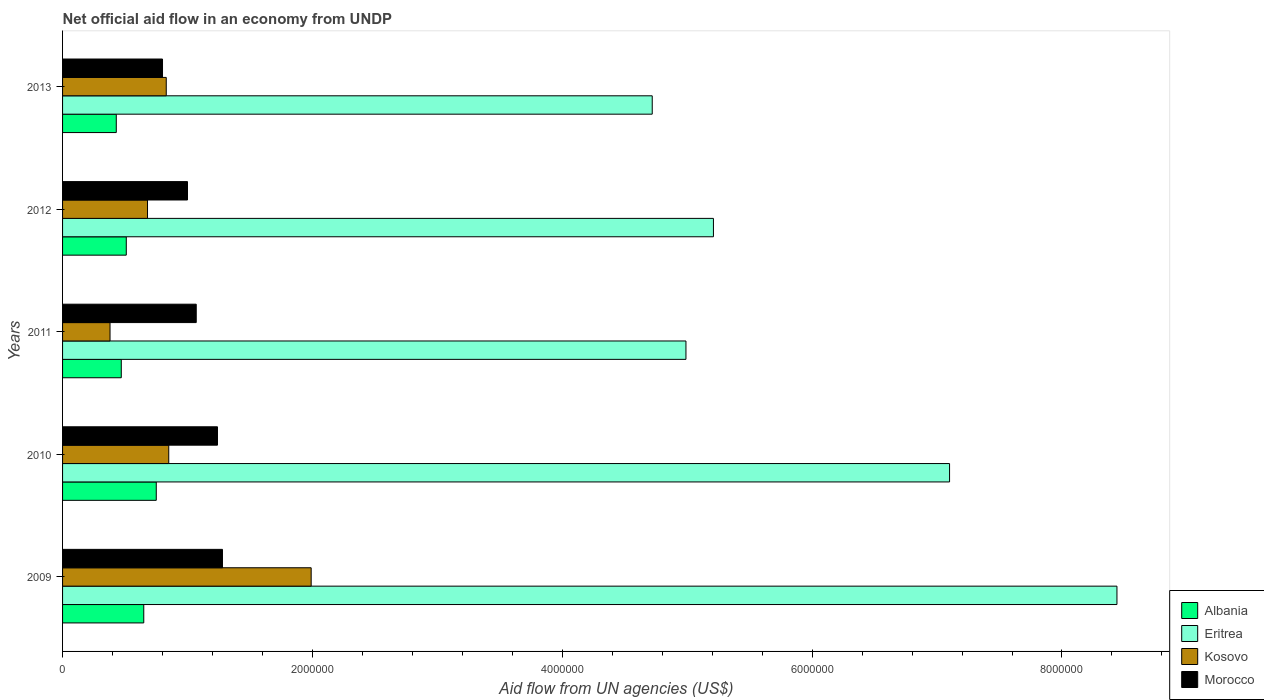 Net official aid flow in an economy from UNDP
2013
2012
2011
2010
2009
Years
2000000
4000000
6000000
8000000
Aid flow from UN agencies (US$)
Albania
Eritrea
Kosovo
Morocco